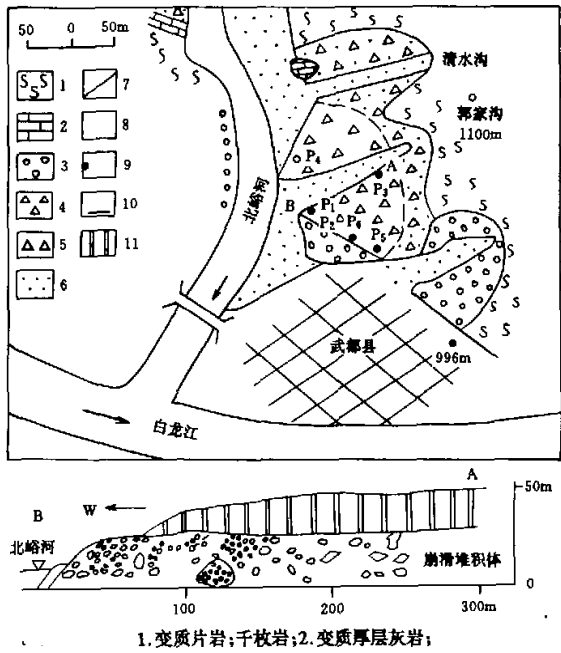 50 0 50m
1 7
2 8
3 9
4 10
5 11
6
清水沟
郭家沟
1100m
北峪河
P4
A
P3
B
P1
P2
P6
P5
武都县
996m
白龙江
A
50m
B W
北峪河
崩滑堆积体
0
100 200 300m
1.变质片岩;千枚岩;2.变质厚层灰岩;